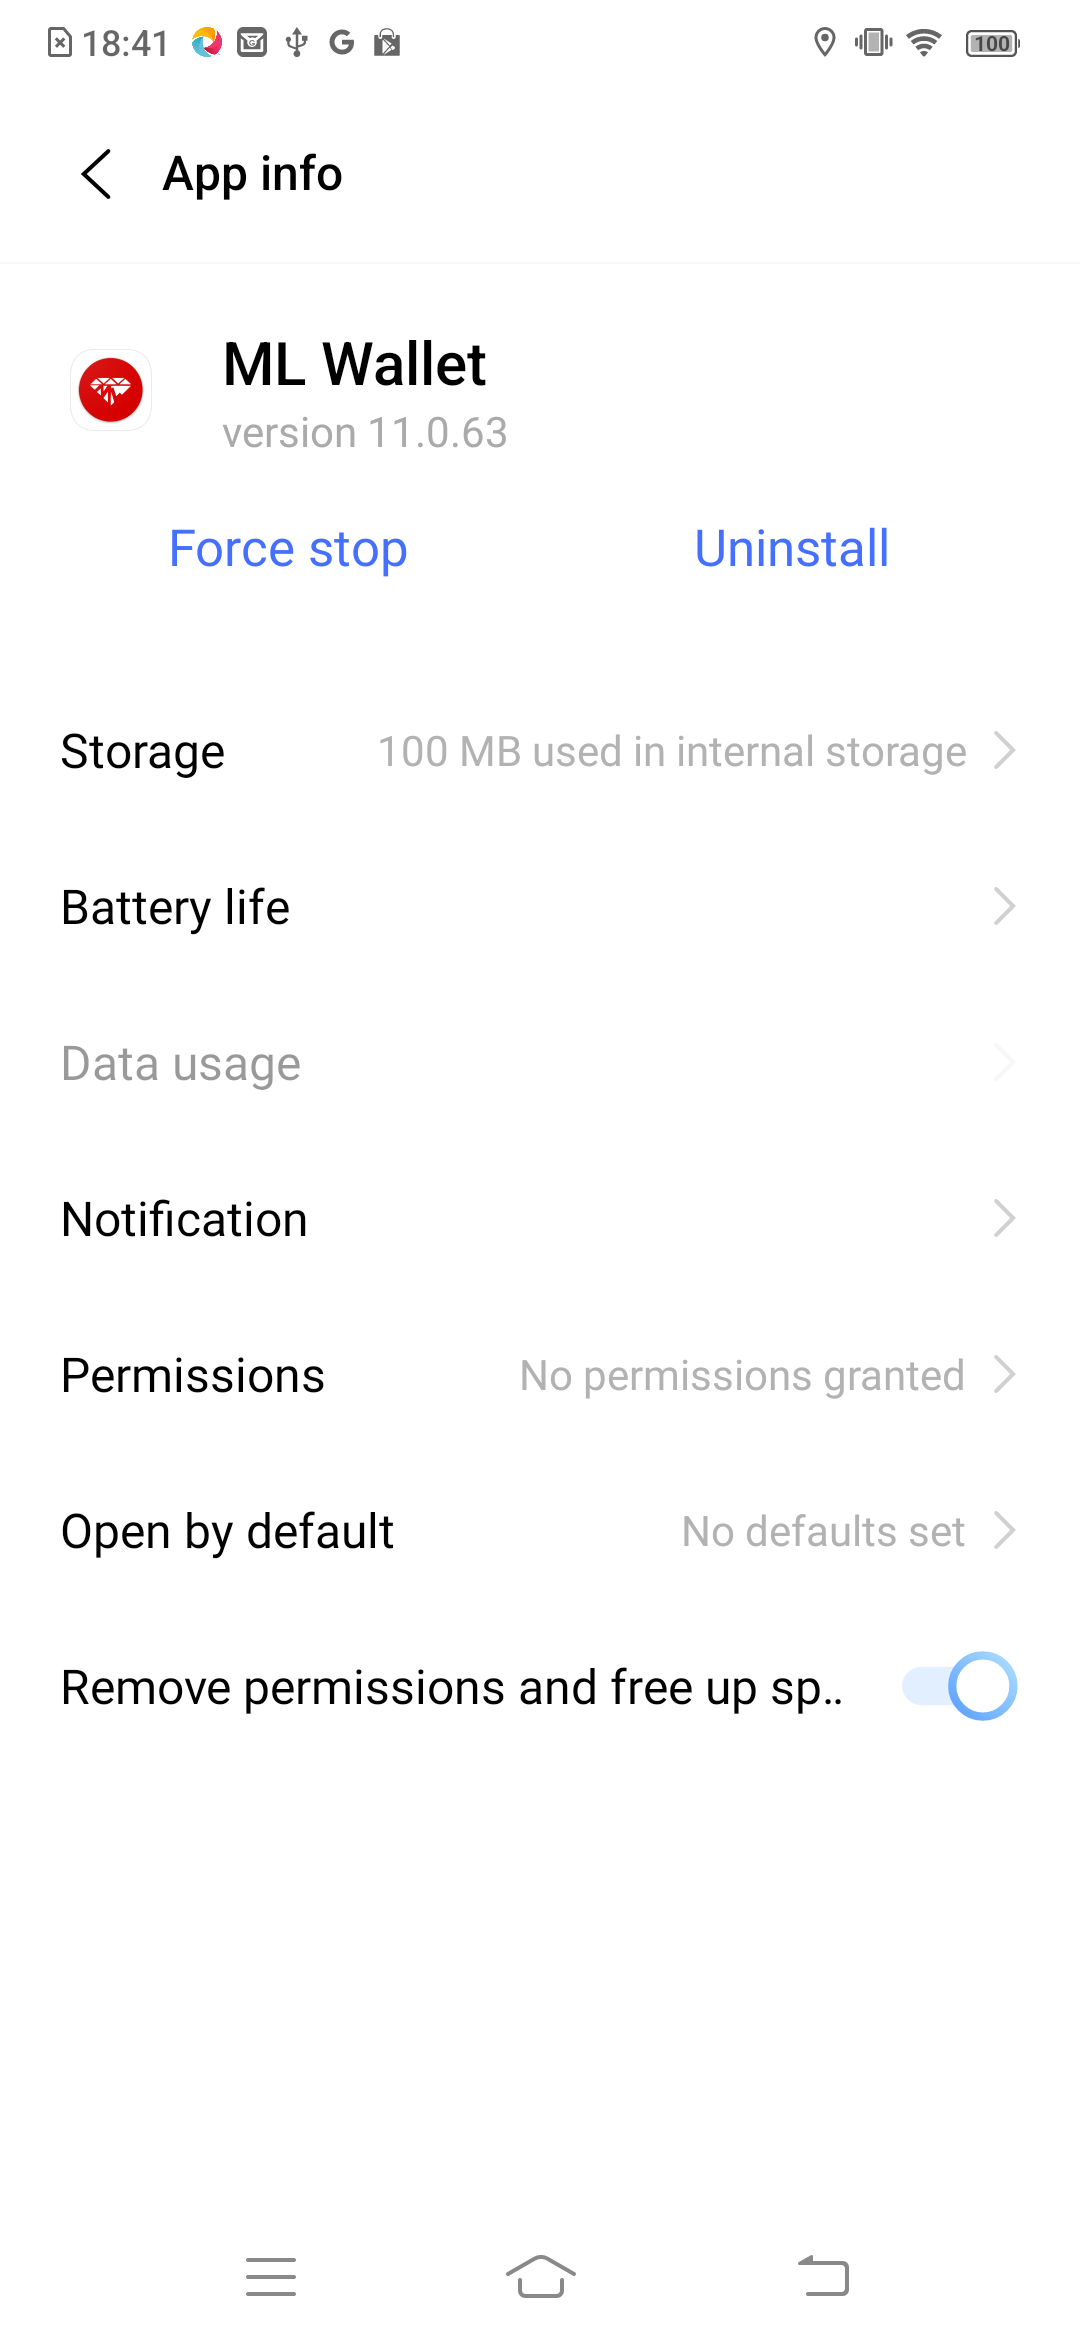 18:41
100
App info
ML Wallet
version 11.0.63
Force stop
Uninstall
Storage
100 MB used in internal storage
Battery life
Data usage
Notification
Permissions
No permissions granted
Open by default
No defaults set
Remove permissions and free up sp..